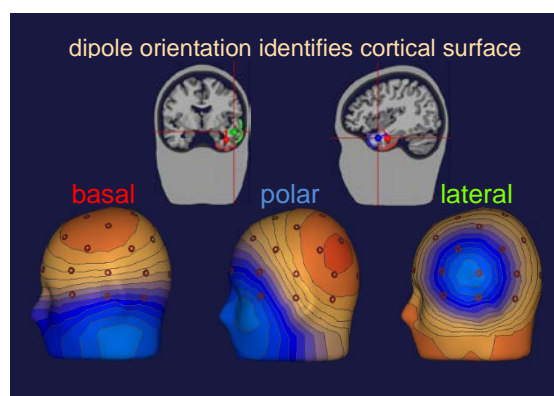 dipole orientation identifies cortical surface
basal polar lateral